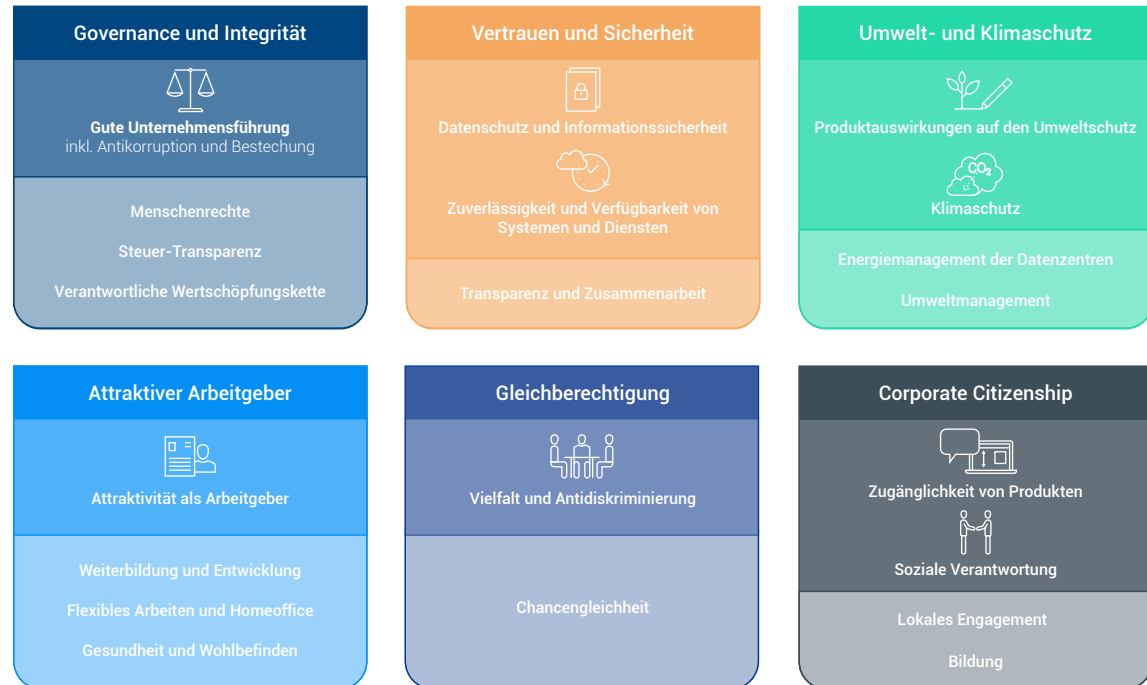 Governance und Integrität
Gute Unternehmensführung
inkl. Antikorruption und Bestechung
Menschenrechte
Steuer-Transparenz
Verantwortliche Wertschöpfungskette
Vertrauen und Sicherheit
Datenschutz und Informationssicherheit
Zuverlässigkeit und Verfügbarkeit von
Systemen und Diensten
Transparenz und Zusammenarbeit
Umwelt- und Klimaschutz
Produktauswirkungen auf den Umweltschutz
CO₂
Klimaschutz
Energiemanagement der Datenzentren
Umweltmanagement
Attraktiver Arbeitgeber
Attraktivität als Arbeitgeber
Weiterbildung und Entwicklung
Flexibles Arbeiten und Homeoffice
Gesundheit und Wohlbefinden
Gleichberechtigung
Vielfalt und Antidiskriminierung
Chancengleichheit
Corporate Citizenship
Zugänglichkeit von Produkten
Soziale Verantwortung
Lokales Engagement
Bildung